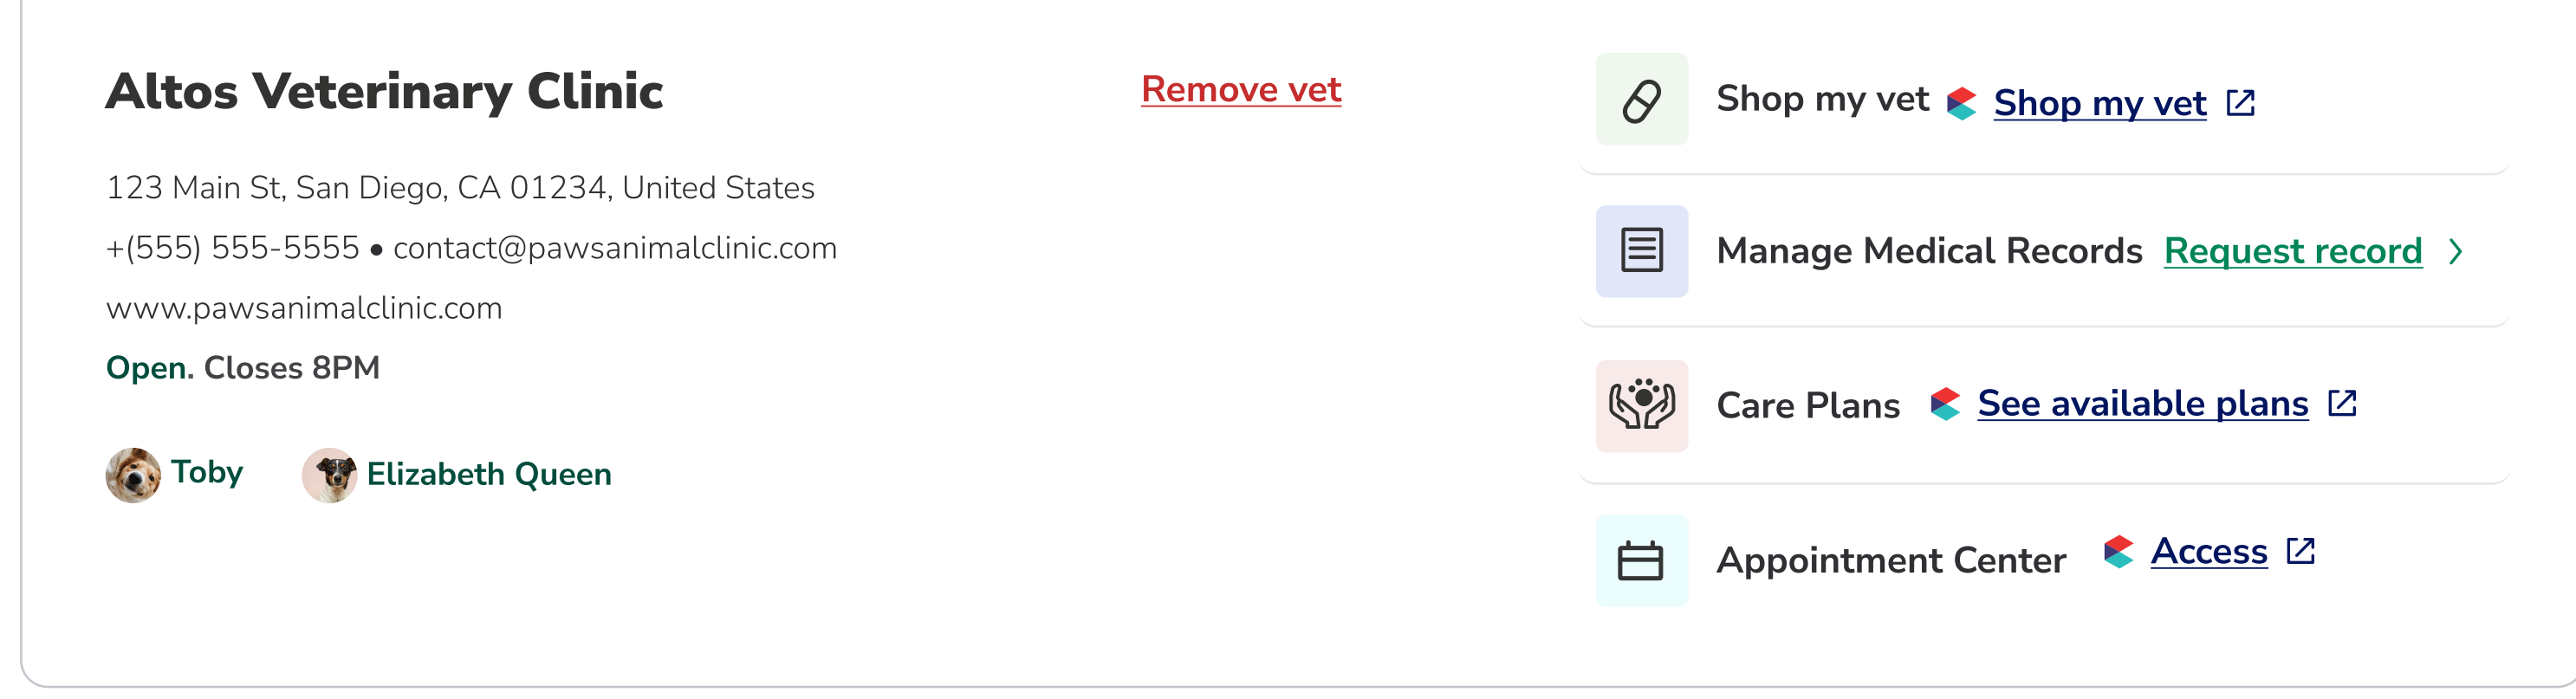 Altos Veterinary Clinic
Remove vet
123 Main St, San Diego, CA 01234, United States
+(555) 555-5555 • contact@pawsanimalclinic.com
www.pawsanimalclinic.com
Open. Closes 8PM
Toby
Elizabeth Queen
Shop my vet Shop my vet
Manage Medical Records Request record
Care Plans See available plans
Appointment Center Access